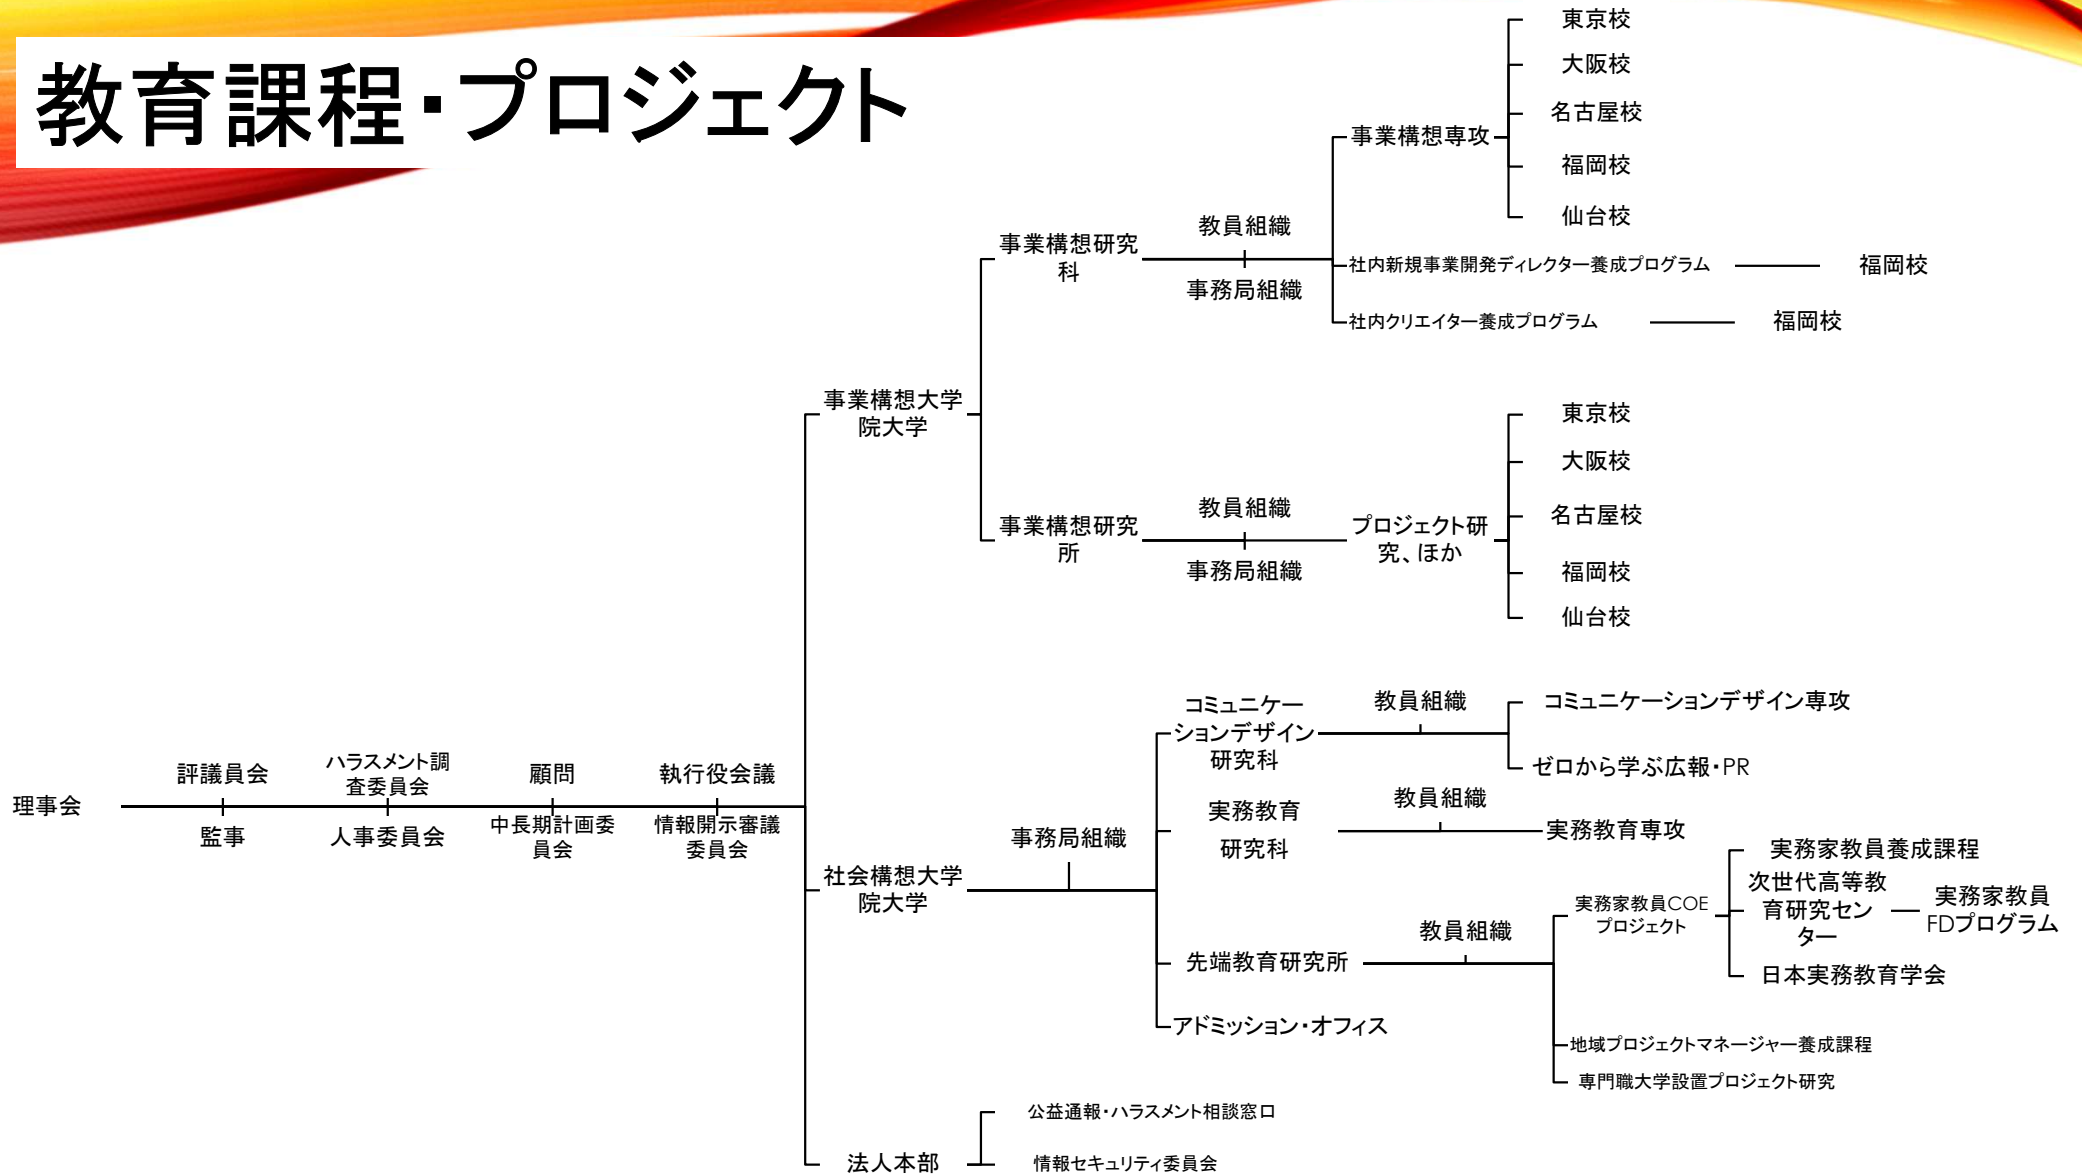 教育課程・プロジェクト
理事会
評議員会
監事
ハラスメント調
査委員会
人事委員会
顧問
中長期計画委
員会
執行役会議
情報開示審議
委員会
事業構想大学
院大学
事業構想研究
科
教員組織
事務局組織
事業構想専攻
東京校
大阪校
名古屋校
福岡校
仙台校
社内新規事業開発ディレクター養成プログラム
福岡校
社内クリエイター養成プログラム
福岡校
事業構想研究
所
教員組織
事務局組織
プロジェクト研
究、ほか
東京校
大阪校
名古屋校
福岡校
仙台校
社会構想大学
院大学
事務局組織
コミュニケー
ションデザイン
研究科
教員組織
コミュニケーションデザイン専攻
ゼロから学ぶ広報・PR
実務教育
研究科
教員組織
実務教育専攻
先端教育研究所
教員組織
実務家教員COE
プロジェクト
実務家教員養成課程
次世代高等教
育研究セン
ター
実務家教員
FDプログラム
日本実務教育学会
地域プロジェクトマネージャー養成課程
専門職大学設置プロジェクト研究
アドミッション・オフィス
法人本部
公益通報・ハラスメント相談窓口
情報セキュリティ委員会